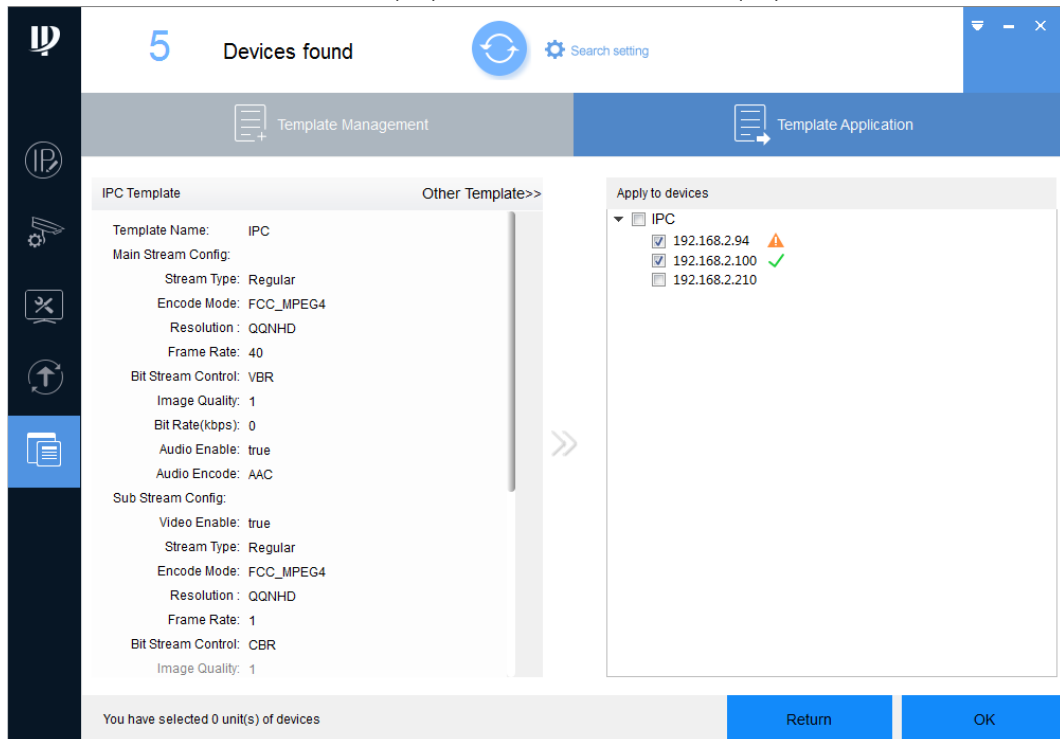 5 Devices found
Search setting
Template Management
Template Application
IPC Template
Other Template>>
Template Name: IPC
Main Stream Config:
Stream Type: Regular
Encode Mode: FCC_MPEG4
Resolution : QQNHD
Frame Rate: 40
Bit Stream Control: VBR
Image Quality: 1
Bit Rate(kbps): 0
Audio Enable: true
Audio Encode: AAC
Sub Stream Config:
Video Enable: true
Stream Type: Regular
Encode Mode: FCC_MPEG4
Resolution : QQNHD
Frame Rate: 1
Bit Stream Control: CBR
Image Quality: 1
Apply to devices
IPC
192.168.2.94
192.168.2.100
192.168.2.210
You have selected 0 unit(s) of devices
Return
OK